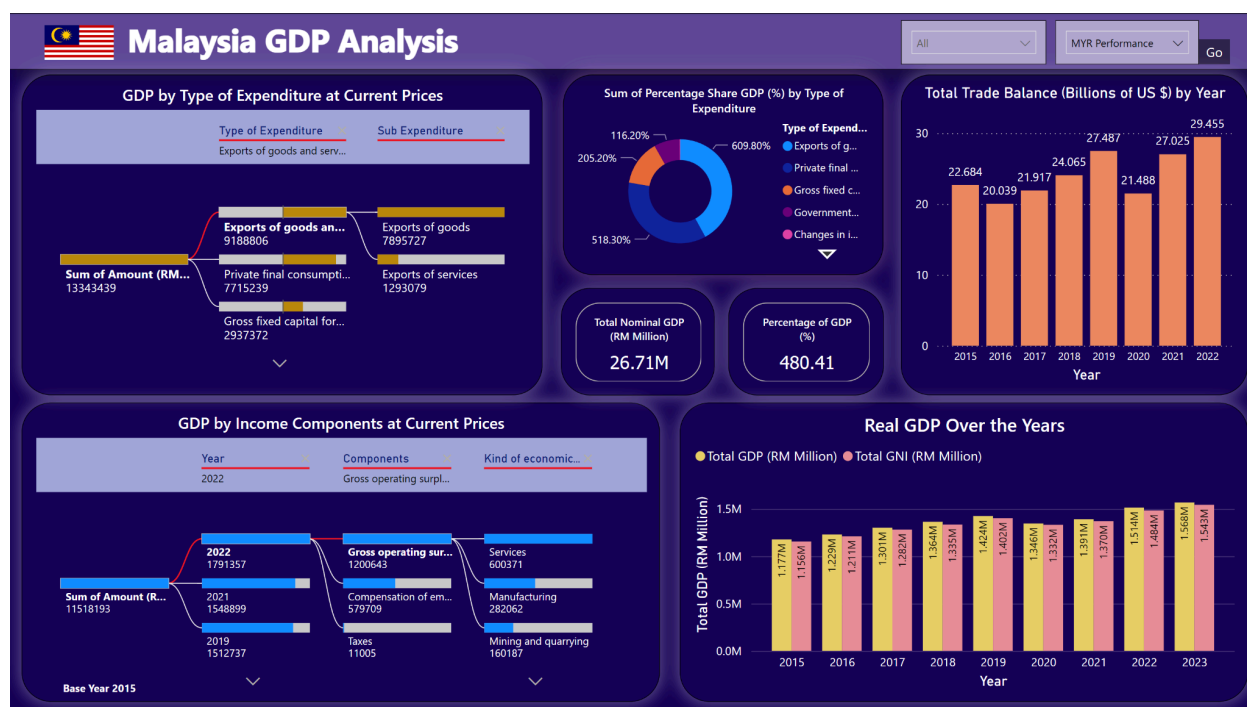 Malaysia GDP Analysis
All
MYR Performance
Go
GDP by Type of Expenditure at Current Prices
Type of Expenditure
Sub Expenditure
Exports of goods and serv...
Sum of Amount (RM...
13343439
Exports of goods an...
9188806
Private final consumpti...
7715239
Gross fixed capital for...
2937372
Exports of goods
7895727
Exports of services
1293079
Sum of Percentage Share GDP (%) by Type of
Expenditure
116.20%
205.20%
518.30%
609.80%
Type of Expend...
Exports of g...
Private final ...
Gross fixed c...
Government...
Changes in i...
Total Nominal GDP
(RM Million)
26.71M
Percentage of GDP
(%)
480.41
Total Trade Balance (Billions of US $) by Year
30
20
10
0
22.684
20.039
21.917
24.065
27.487
21.488
27.025
29.455
2015 2016 2017 2018 2019 2020 2021 2022
Year
GDP by Income Components at Current Prices
Year
Components
Kind of economic...
2022
Gross operating surpl...
Sum of Amount (R...
11518193
2022
1791357
2021
1548899
2019
1512737
Gross operating sur...
1200643
Compensation of em...
579709
Taxes
11005
Services
600371
Manufacturing
282062
Mining and quarrying
160187
Base Year 2015
Real GDP Over the Years
Total GDP (RM Million) Total GNI (RM Million)
Total GDP (RM Million)
1.5M
1.0M
0.5M
0.0M
1.177M
1.156M
1.229M
1.211M
1.301M
1.282M
1.364M
1.335M
1.424M
1.402M
1.346M
1.332M
1.391M
1.370M
1.514M
1.484M
1.568M
1.543M
2015 2016 2017 2018 2019 2020 2021 2022 2023
Year